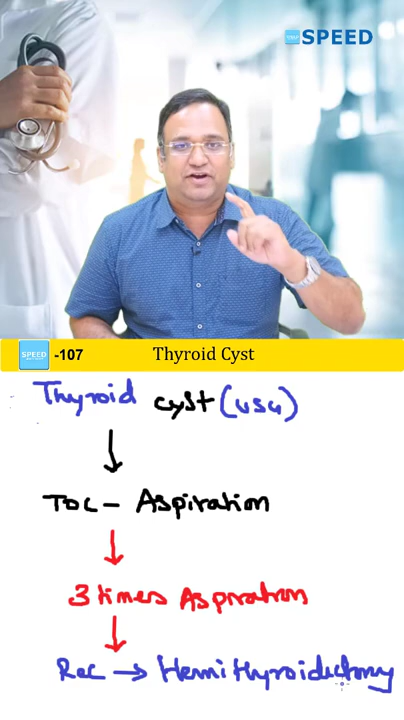 SPEED
SPEED -107 Thyroid Cyst
Thyroid cyst (USG)
TOC - Aspiration
3 times Aspiration
Rec → Hemithyroidectomy